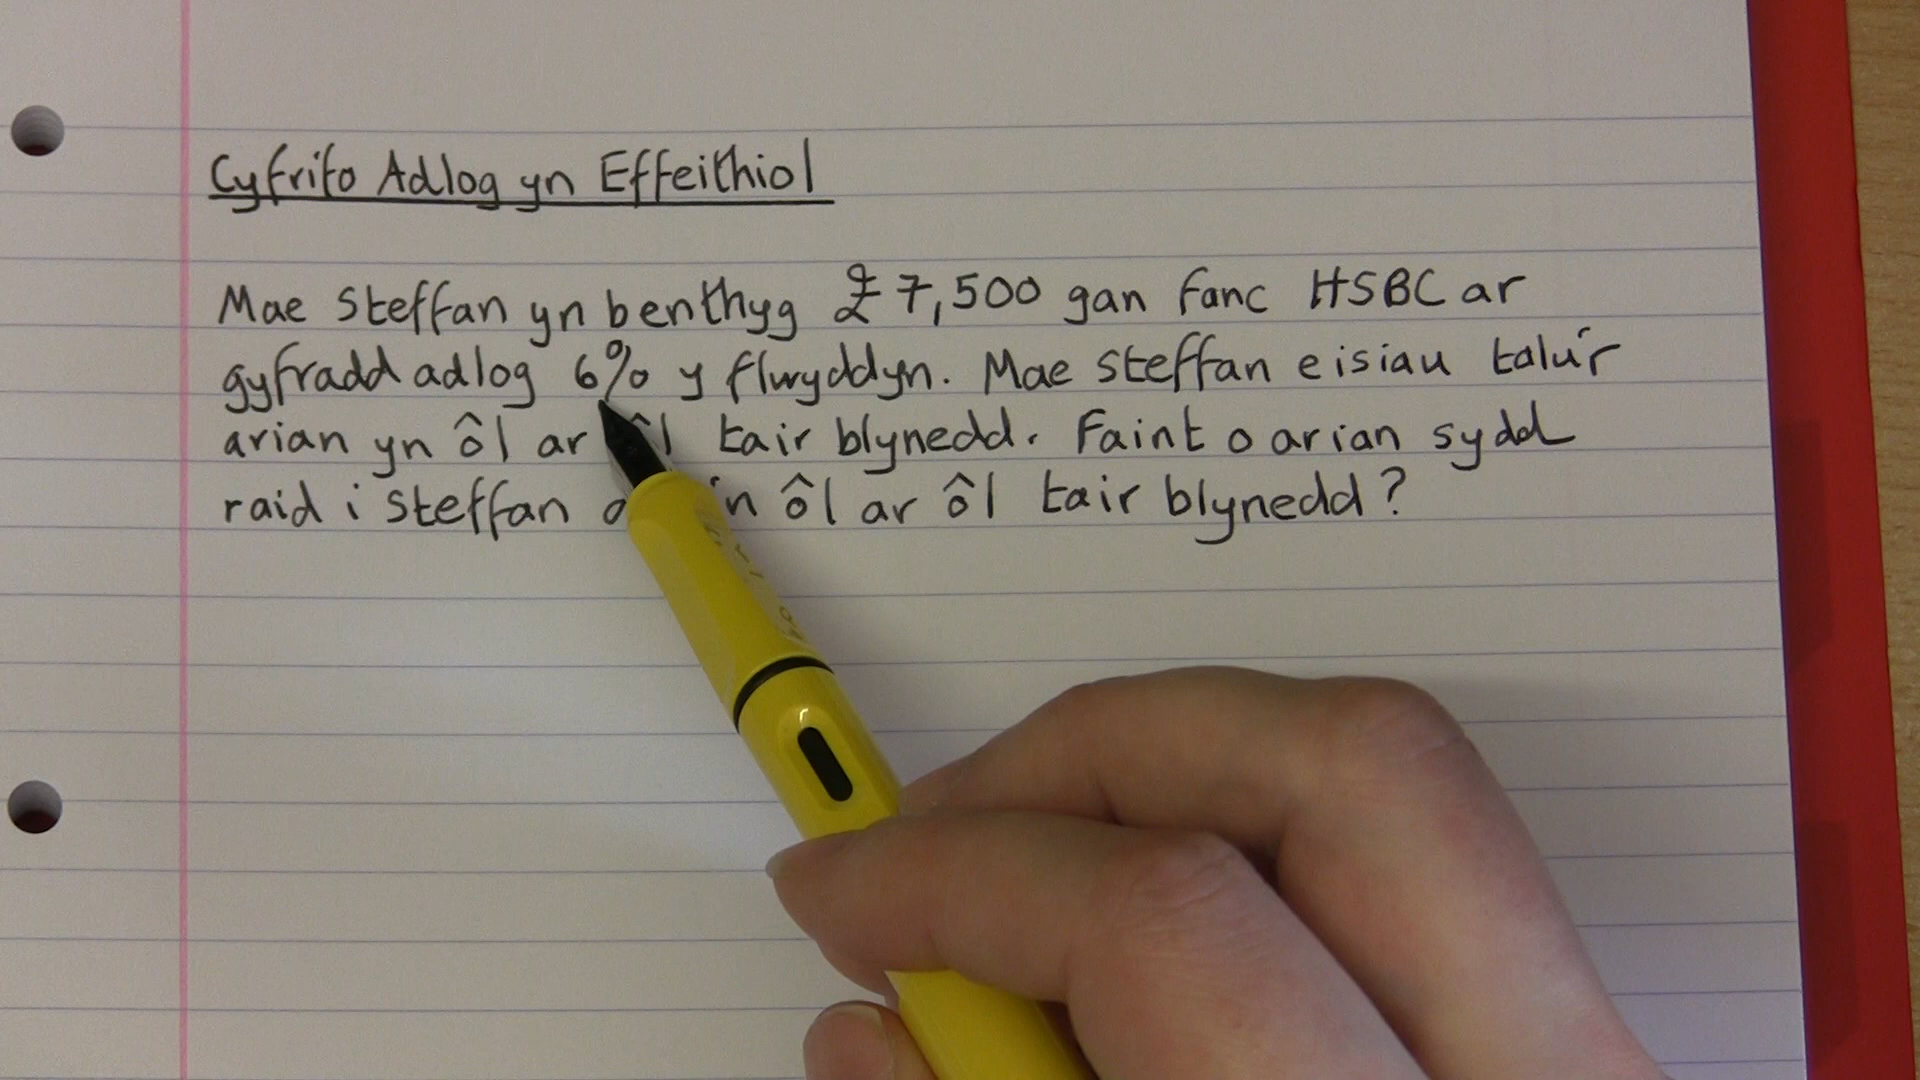 Cyfrifo Adlog yn Effeithiol
Mae Steffan yn benthyg £7,500 gan fanc HSBC ar
gyfradd adlog 6% y flwyddyn. Mae Steffan eisiau talu'r
arian yn ôl ar ôl tair blynedd. Faint o arian sydd
raid i Steffan ôl ar ôl tair blynedd?